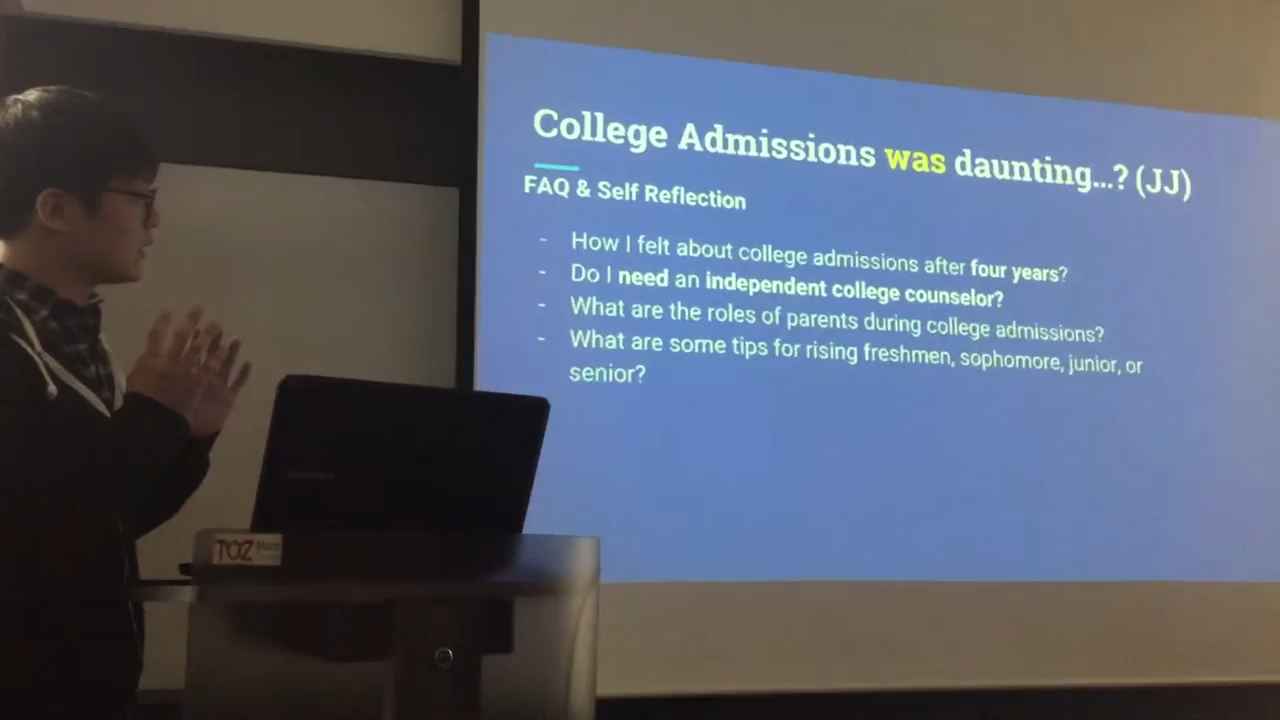 College Admissions was daunting...? (JJ)
FAQ & Self Reflection
- How I felt about college admissions after four years?
- Do I need an independent college counselor?
- What are the roles of parents during college admissions?
- What are some tips for rising freshmen, sophomore, junior, or
senior?
TOZ